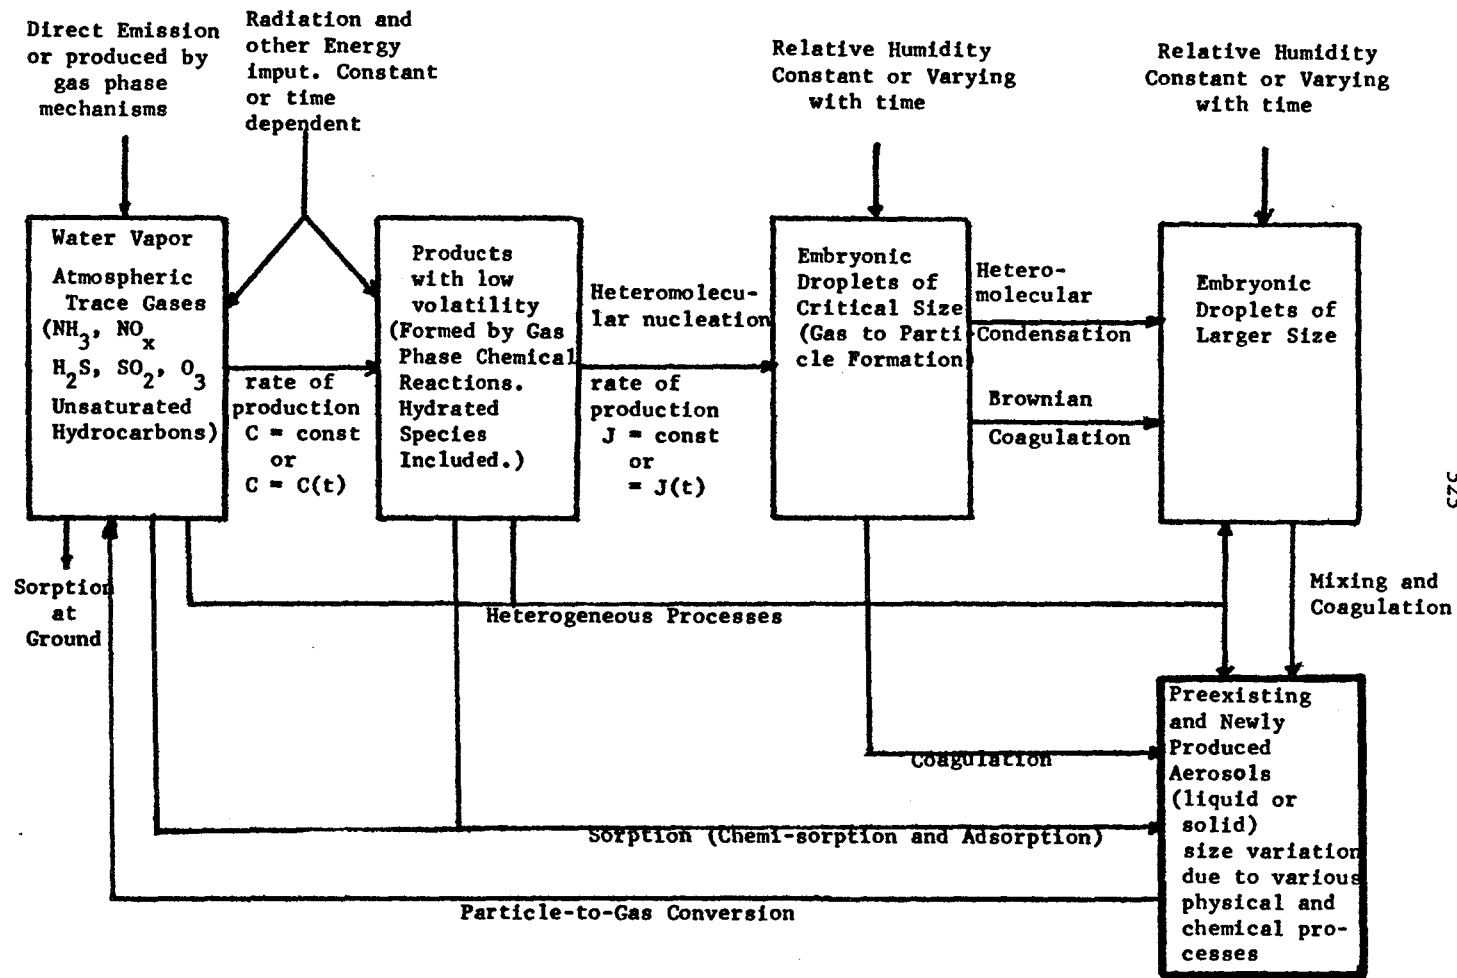 Direct Emission
or produced by
gas phase
mechanisms
Radiation and
other Energy
imput. Constant
or time
dependent
Relative Humidity
Constant or Varying
with time
Relative Humidity
Constant or Varying
with time
Water Vapor
Atmospheric
Trace Gases
(NH3, NOx
H2S, SO2, O3
Unsaturated
Hydrocarbons)
rate of
production
C = const
or
C = C(t)
Products
with low
volatility
(Formed by Gas
Phase Chemical
Reactions.
Hydrated
Species
Included.)
Heteromolecu-
lar nucleation
rate of
production
J = const
or
= J(t)
Embryonic
Droplets of
Critical Size
(Gas to Parti
cle Formation)
Hetero-
molecular
Condensation
Brownian
Coagulation
Embryonic
Droplets of
Larger Size
525
Sorption
at
Ground
Heterogeneous Processes
Mixing and
Coagulation
Coagulation
Sorption (Chemi-sorption and Adsorption)
Particle-to-Gas Conversion
Preexisting
and Newly
Produced
Aerosols
(liquid or
solid)
size variation
due to various
physical and
chemical pro-
cesses